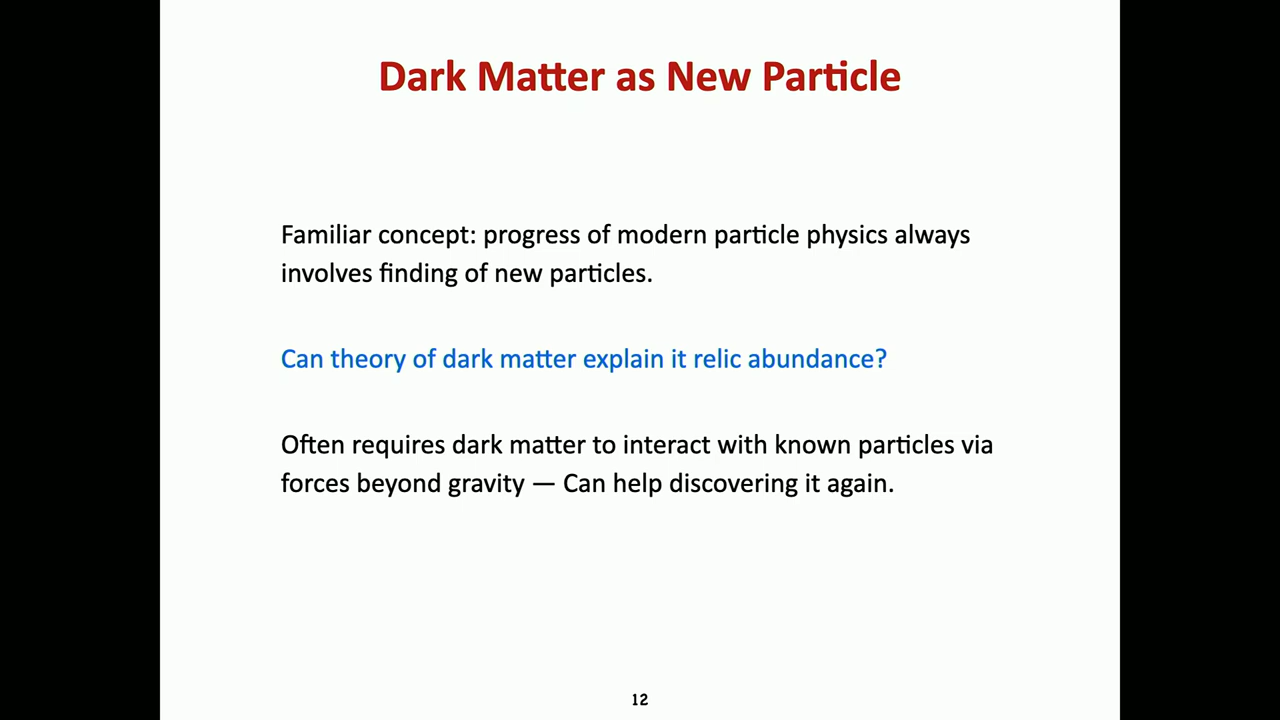 Dark Matter as New Particle
Familiar concept: progress of modern particle physics always
involves finding of new particles.
Can theory of dark matter explain it relic abundance?
Often requires dark matter to interact with known particles via
forces beyond gravity — Can help discovering it again.
12